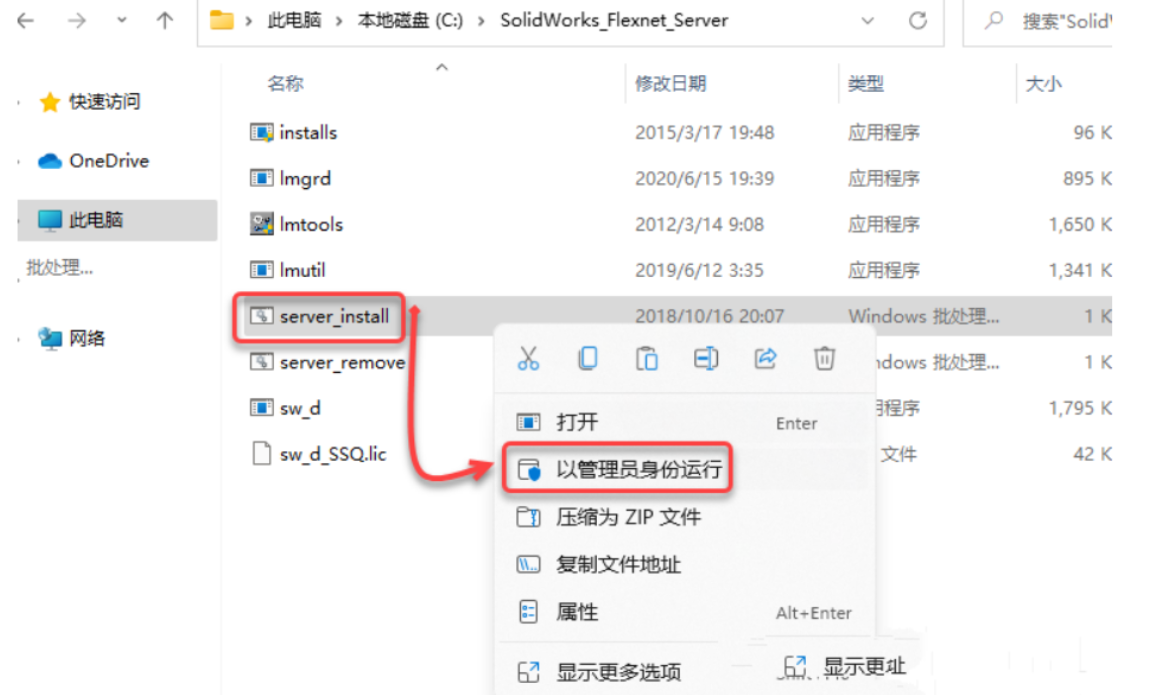 此电脑 › 本地磁盘 (C:) › SolidWorks_Flexnet_Server
搜索"Solid
名称 修改日期 类型 大小
快速访问
OneDrive
此电脑
批处理...
网络
installs 2015/3/17 19:48 应用程序 96 K
lmgrd 2020/6/15 19:39 应用程序 895 K
lmtools 2012/3/14 9:08 应用程序 1,650 K
lmutil 2019/6/12 3:35 应用程序 1,341 K
server_install 2018/10/16 20:07 Windows 批处理... 1 K
server_remove ndows 批处理... 1 K
sw_d 程序 1,795 K
sw_d_SSQ.lic 文件 42 K
打开 Enter
以管理员身份运行
压缩为 ZIP 文件
复制文件地址
属性 Alt+Enter
显示更多选项
显示更址